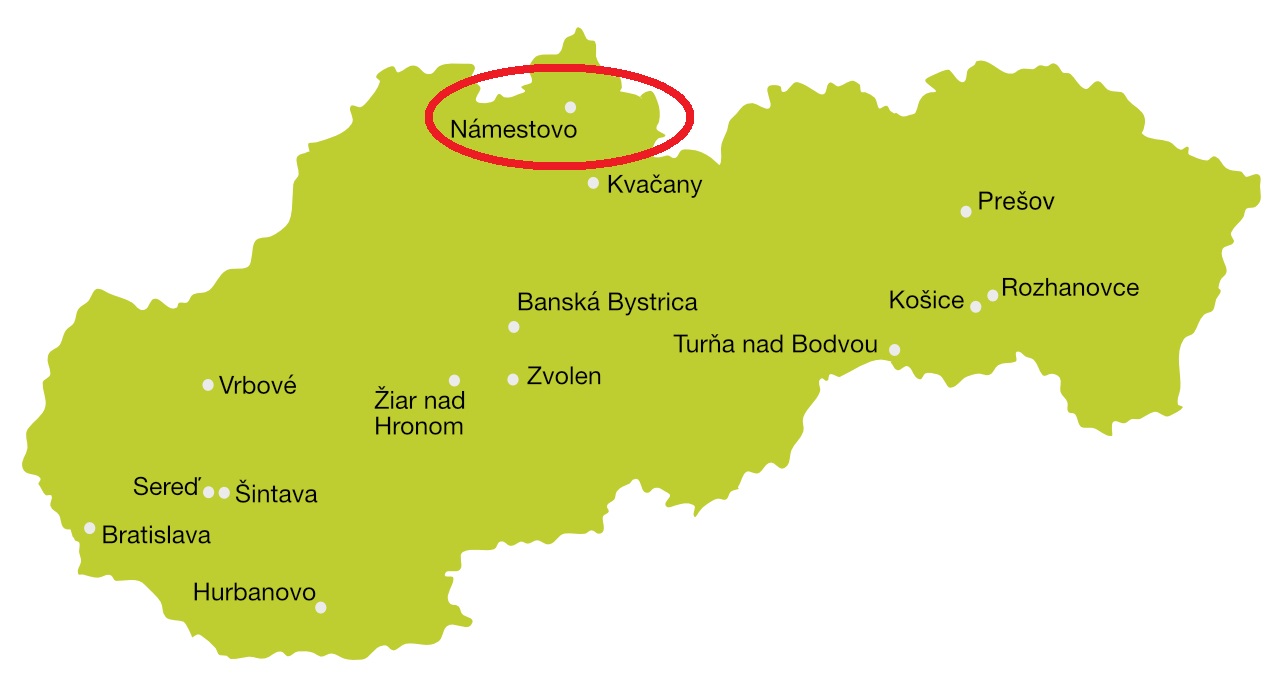 Námestovo
Kvačany
Prešov
Rozhanovce
Košice
Banská Bystrica
Turňa nad Bodvou
Zvolen
Vrbové
Žiar nad
Hronom
Sereď
Šintava
Bratislava
Hurbanovo